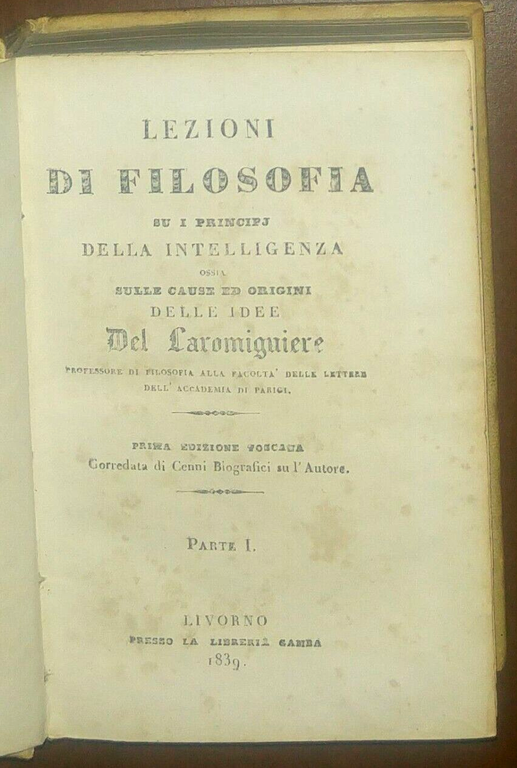 LEZIONI
DI FILOSOFIA
SU I PRINCIPJ
DELLA INTELLIGENZA
OSSIA
SULLE CAUSE ED ORIGINI
DELLE IDEE
Del Laromiguiere
PROFESSORE DI FILOSOFIA ALLA FACOLTA' DELLE LETTERE
DELL' ACCADEMIA DI PARIGI.
PRIMA EDIZIONE TOSCANA
Corredata di Cenni Biografici su l'Autore.
PARTE I.
LIVORNO
PRESSO LA LIBRERIA GAMBA
1839.